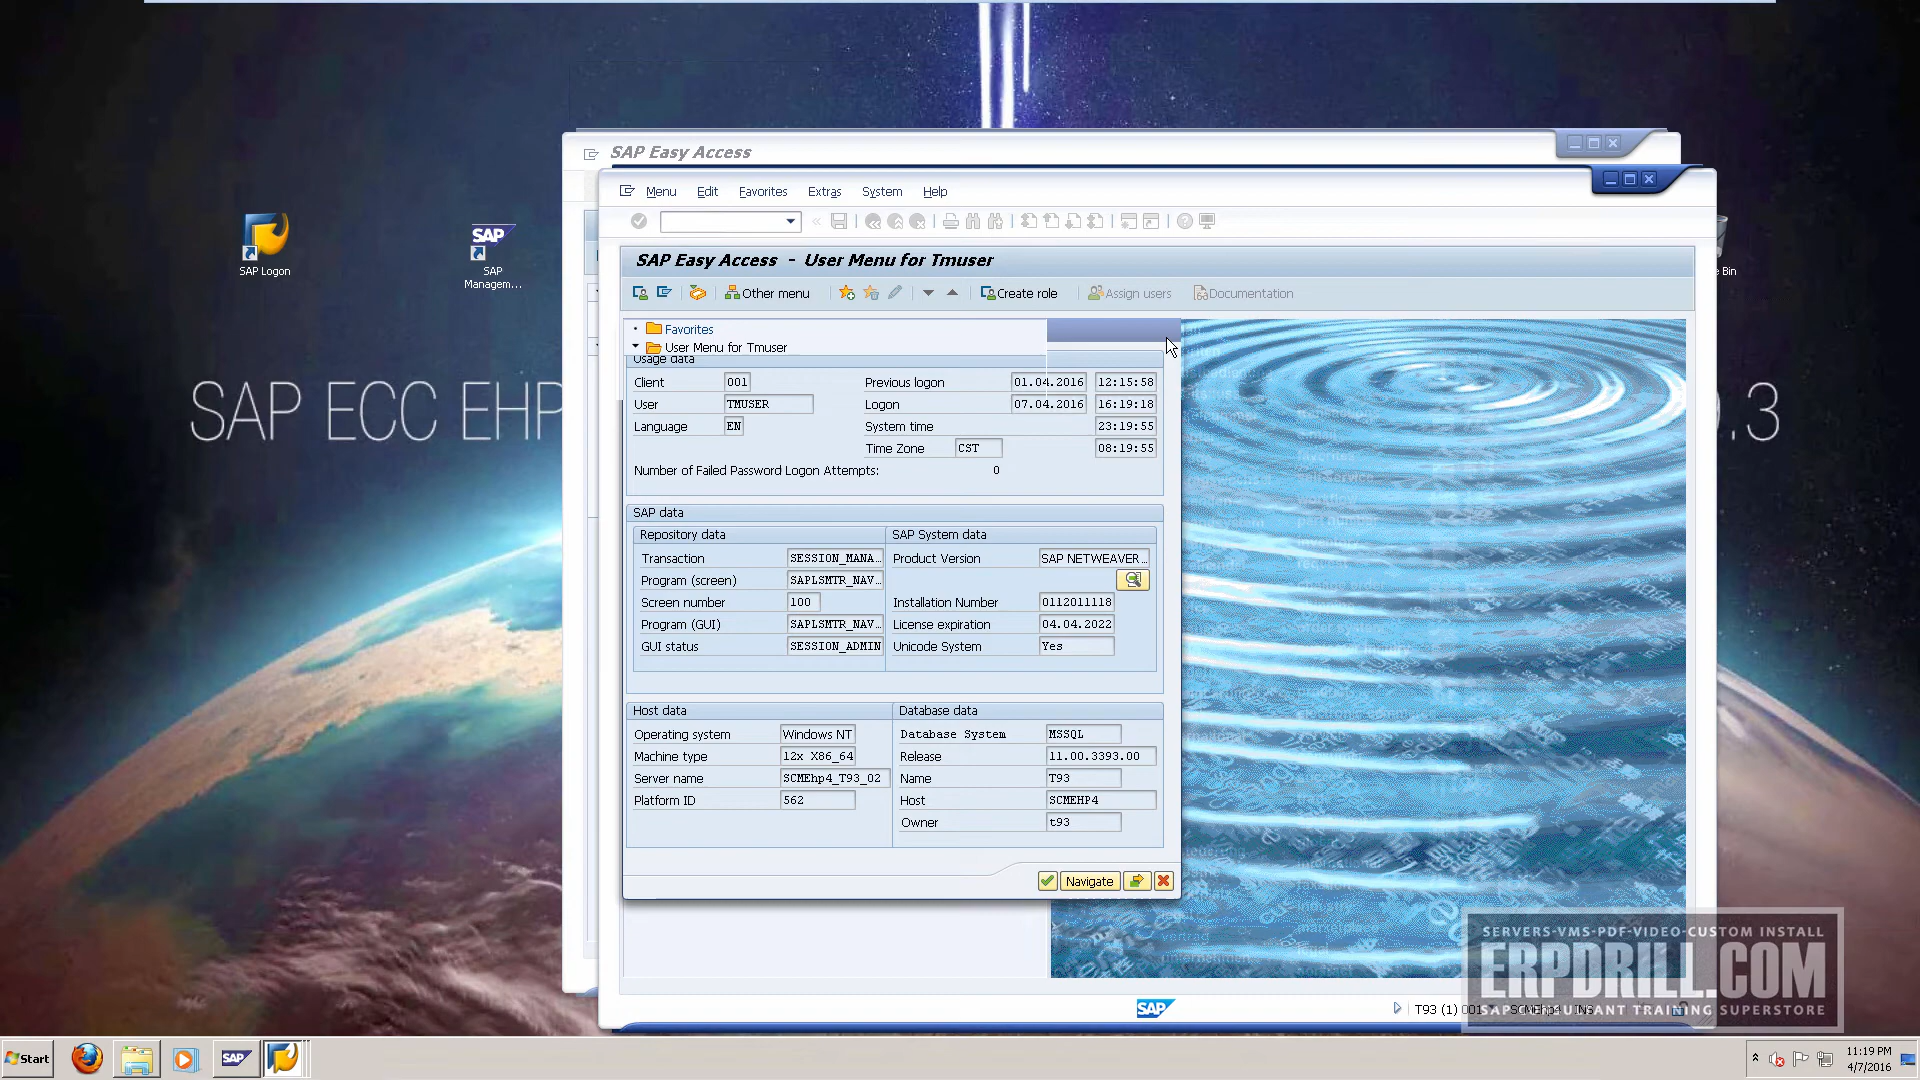 SAP Easy Access
Menu Edit Favorites Extras System Help
SAP Logon
SAP
Managem...
SAP
e Bin
SAP Easy Access - User Menu for Tmuser
Other menu Create role Assign users Documentation
Favorites
User Menu for Tmuser
Usage data
SAP ECC EHP
.3
Client 001 Previous logon 01.04.2016 12:15:58
User TMUSER Logon 07.04.2016 16:19:18
Language EN System time 23:19:55
Time Zone CST 08:19:55
Number of Failed Password Logon Attempts: 0
SAP data
Repository data SAP System data
Transaction SESSION_MANA.. Product Version SAP NETWEAVER ..
Program (screen) SAPLSMTR_NAV..
Screen number 100 Installation Number 0112011118
Program (GUI) SAPLSMTR_NAV.. License expiration 04.04.2022
GUI status SESSION_ADMIN Unicode System Yes
Host data Database data
Operating system Windows NT Database System MSSQL
Machine type 12x X86_64 Release 11.00.3393.00
Server name SCMEhp4_T93_02 Name T93
Platform ID 562 Host SCMEHP4
Owner t93
Navigate
SERVERS-VMS-PDF-VIDEO-CUSTOM INSTALL
ERPDRILL.COM
SAP CONSULTANT TRAINING SUPERSTORE
SAP
T93 (1) 001
Start
SAP
11:19 PM
4/7/2016